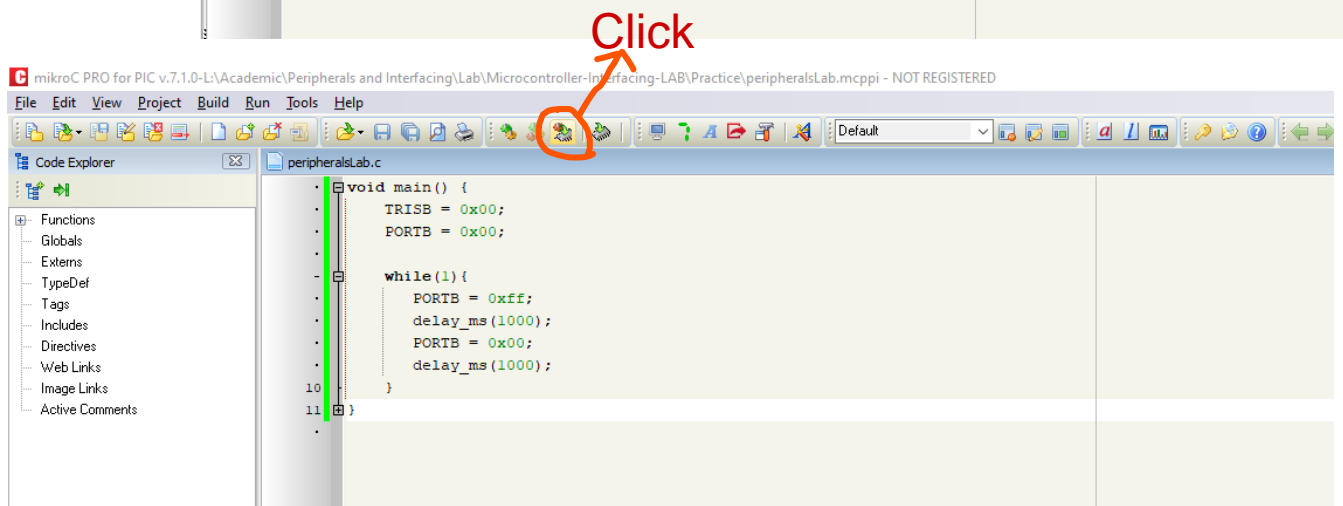 Click
mikroC PRO for PIC v.7.1.0-L:\Academic\Peripherals and Interfacing\Lab\Microcontroller-Interfacing-LAB\Practice\peripheralsLab.mcppi - NOT REGISTERED
File Edit View Project Build Run Tools Help
Default
Code Explorer
peripheralsLab.c
Functions
Globals
Externs
TypeDef
Tags
Includes
Directives
Web Links
Image Links
Active Comments
void main() {
TRISB = 0x00;
PORTB = 0x00;
while(1){
PORTB = 0xff;
delay_ms(1000);
PORTB = 0x00;
delay_ms(1000);
10 }
11 }